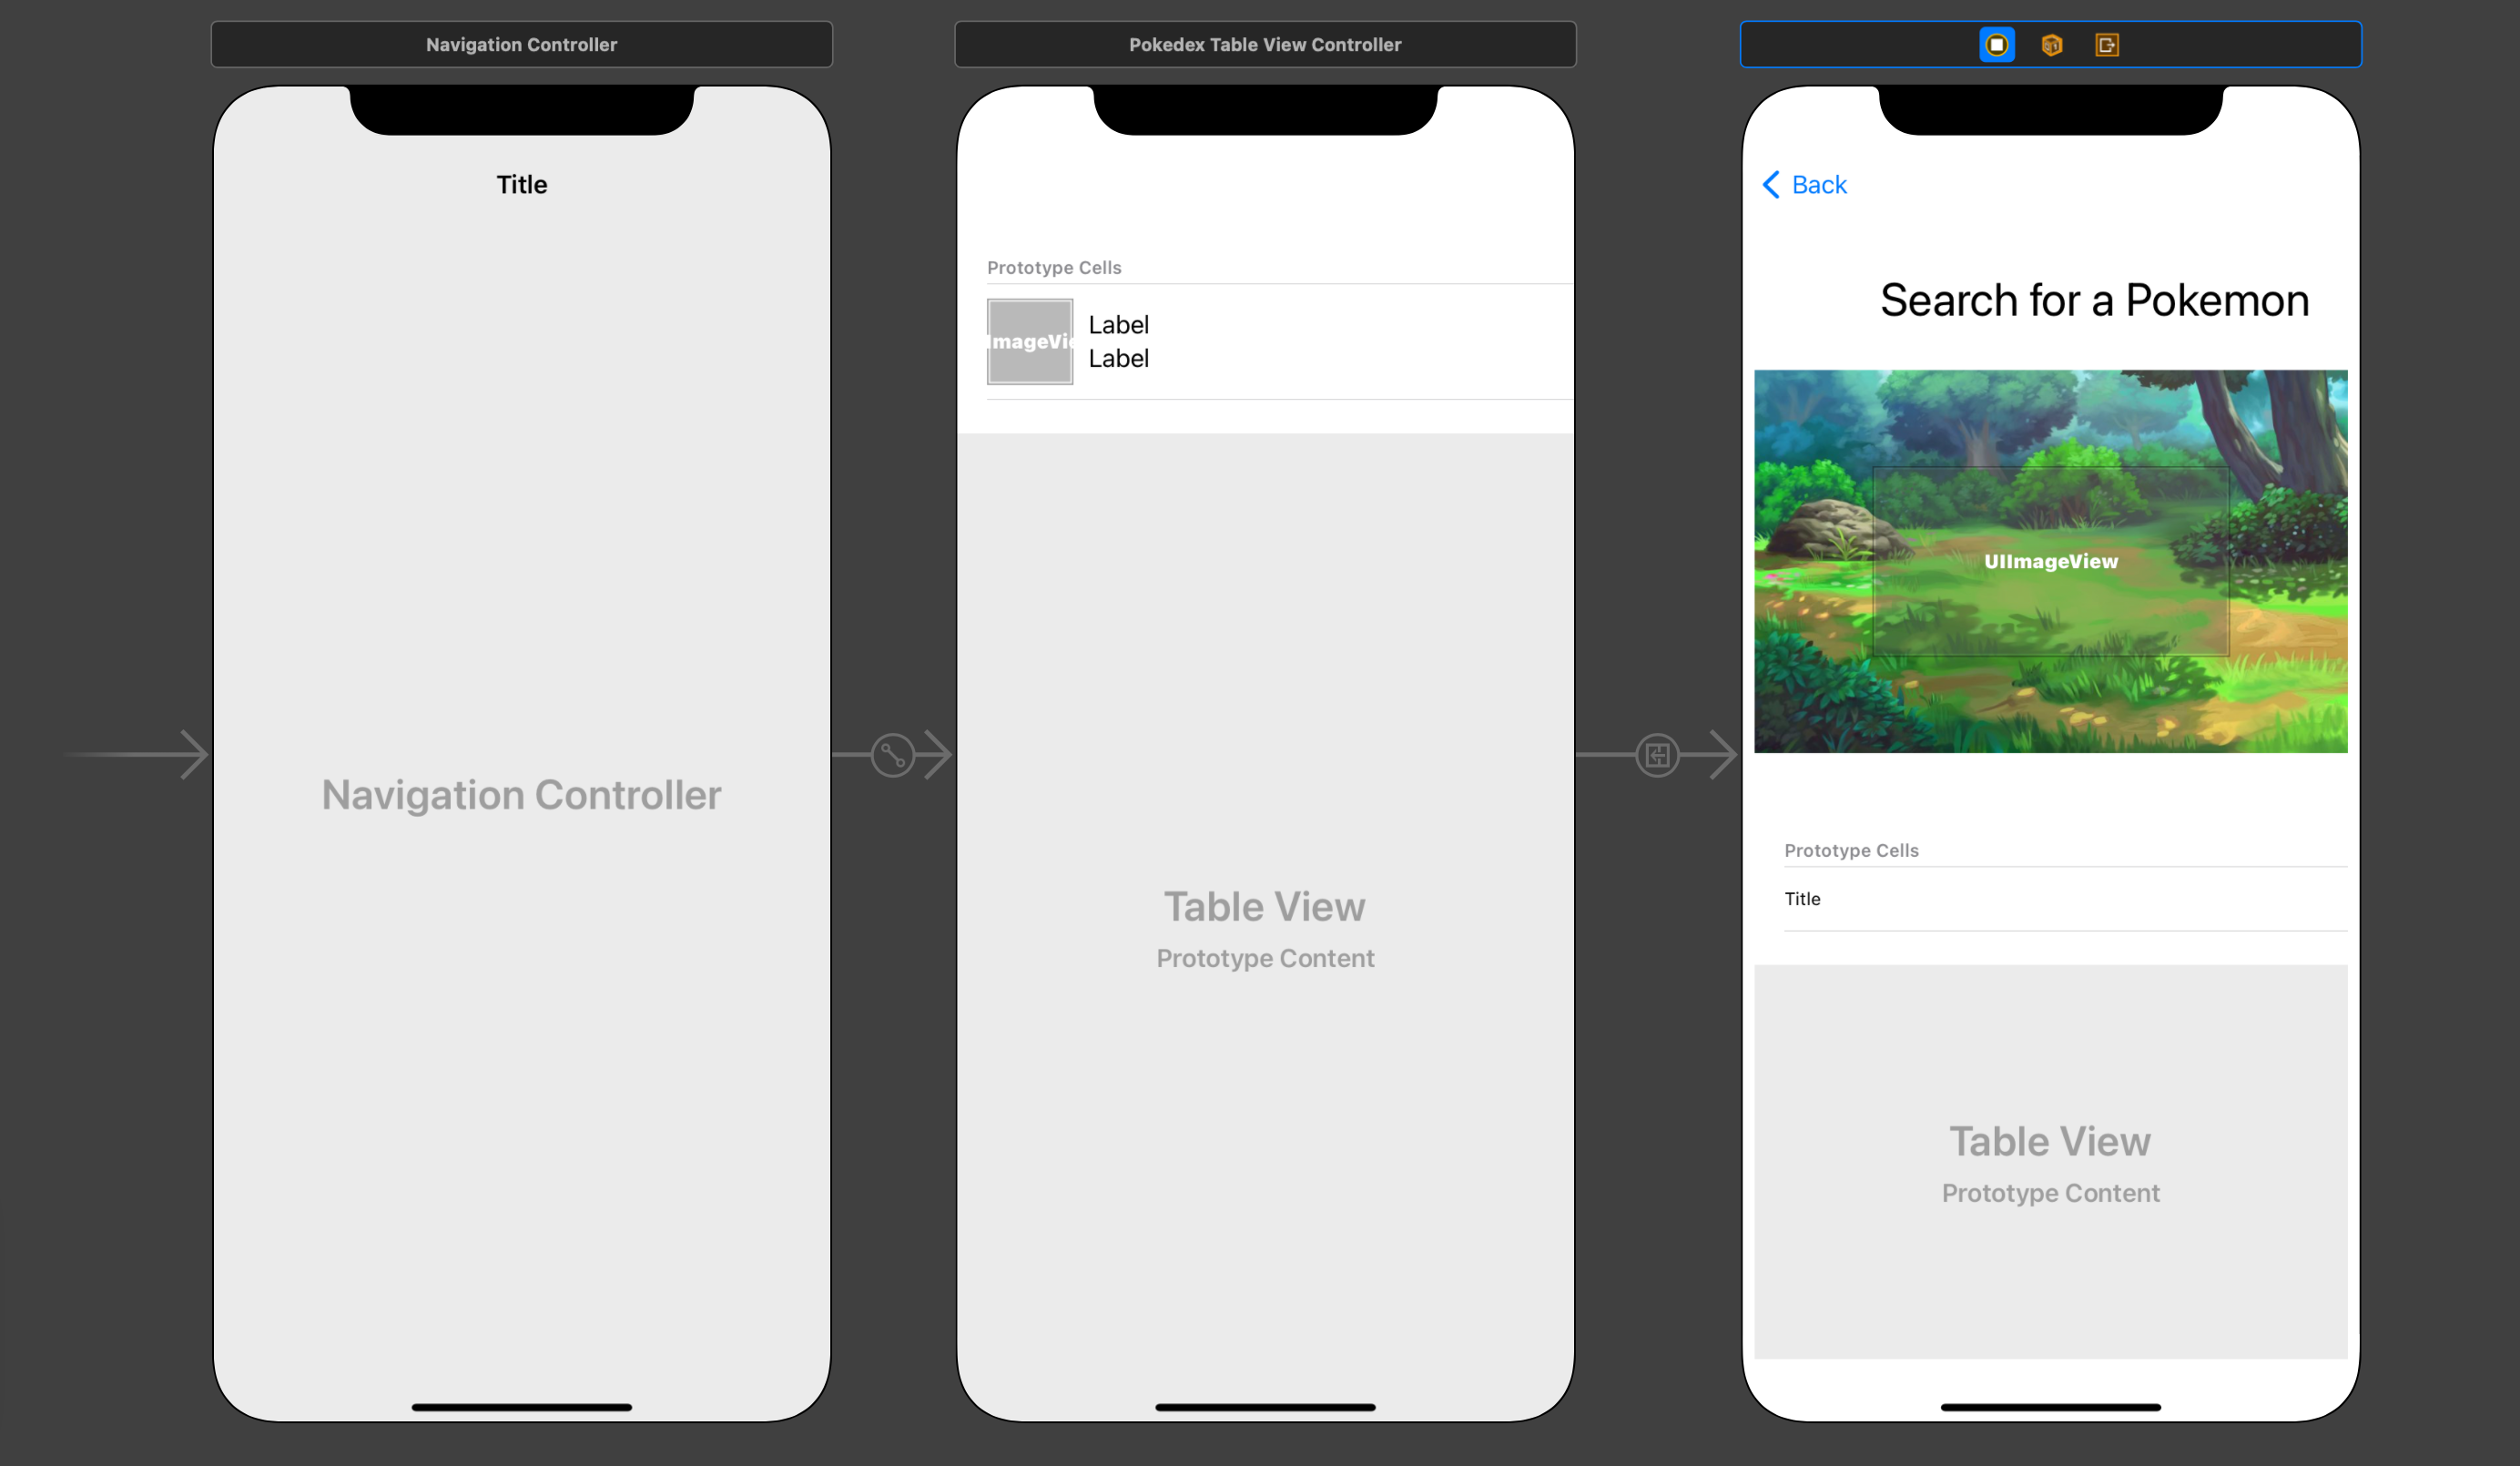 Navigation Controller
Title
Navigation Controller
Pokedex Table View Controller
Prototype Cells
ImageVie
Label
Label
Table View
Prototype Content
Back
Search for a Pokemon
UIImageView
Prototype Cells
Title
Table View
Prototype Content